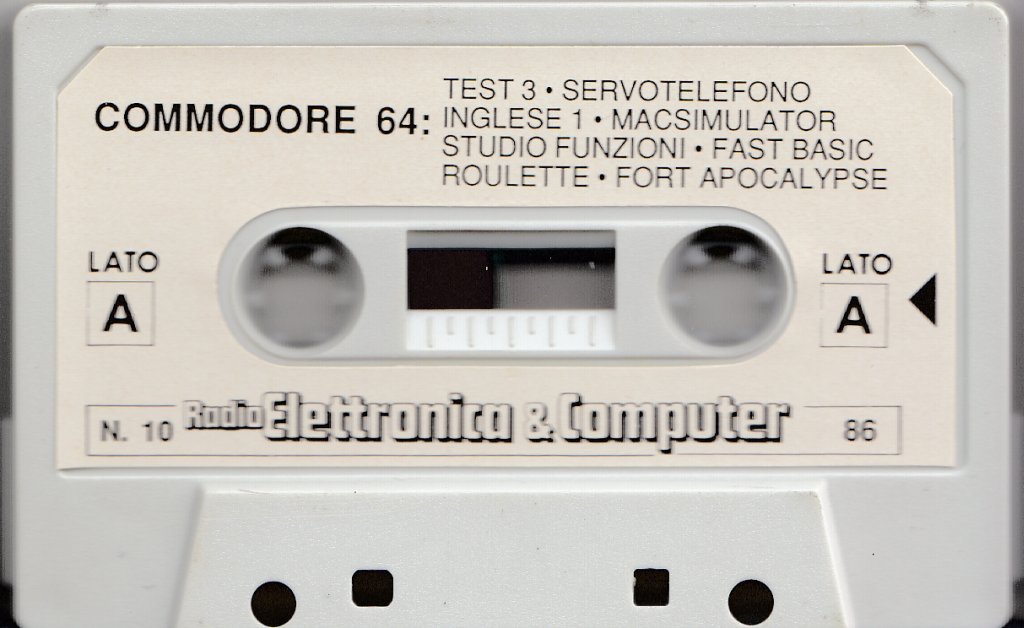 COMMODORE 64:
TEST 3 • SERVOTELEFONO
INGLESE 1 • MACSIMULATOR
STUDIO FUNZIONI • FAST BASIC
ROULETTE • FORT APOCALYPSE
LATO
A
LATO
A
N. 10 Radio Elettronica & Computer 86